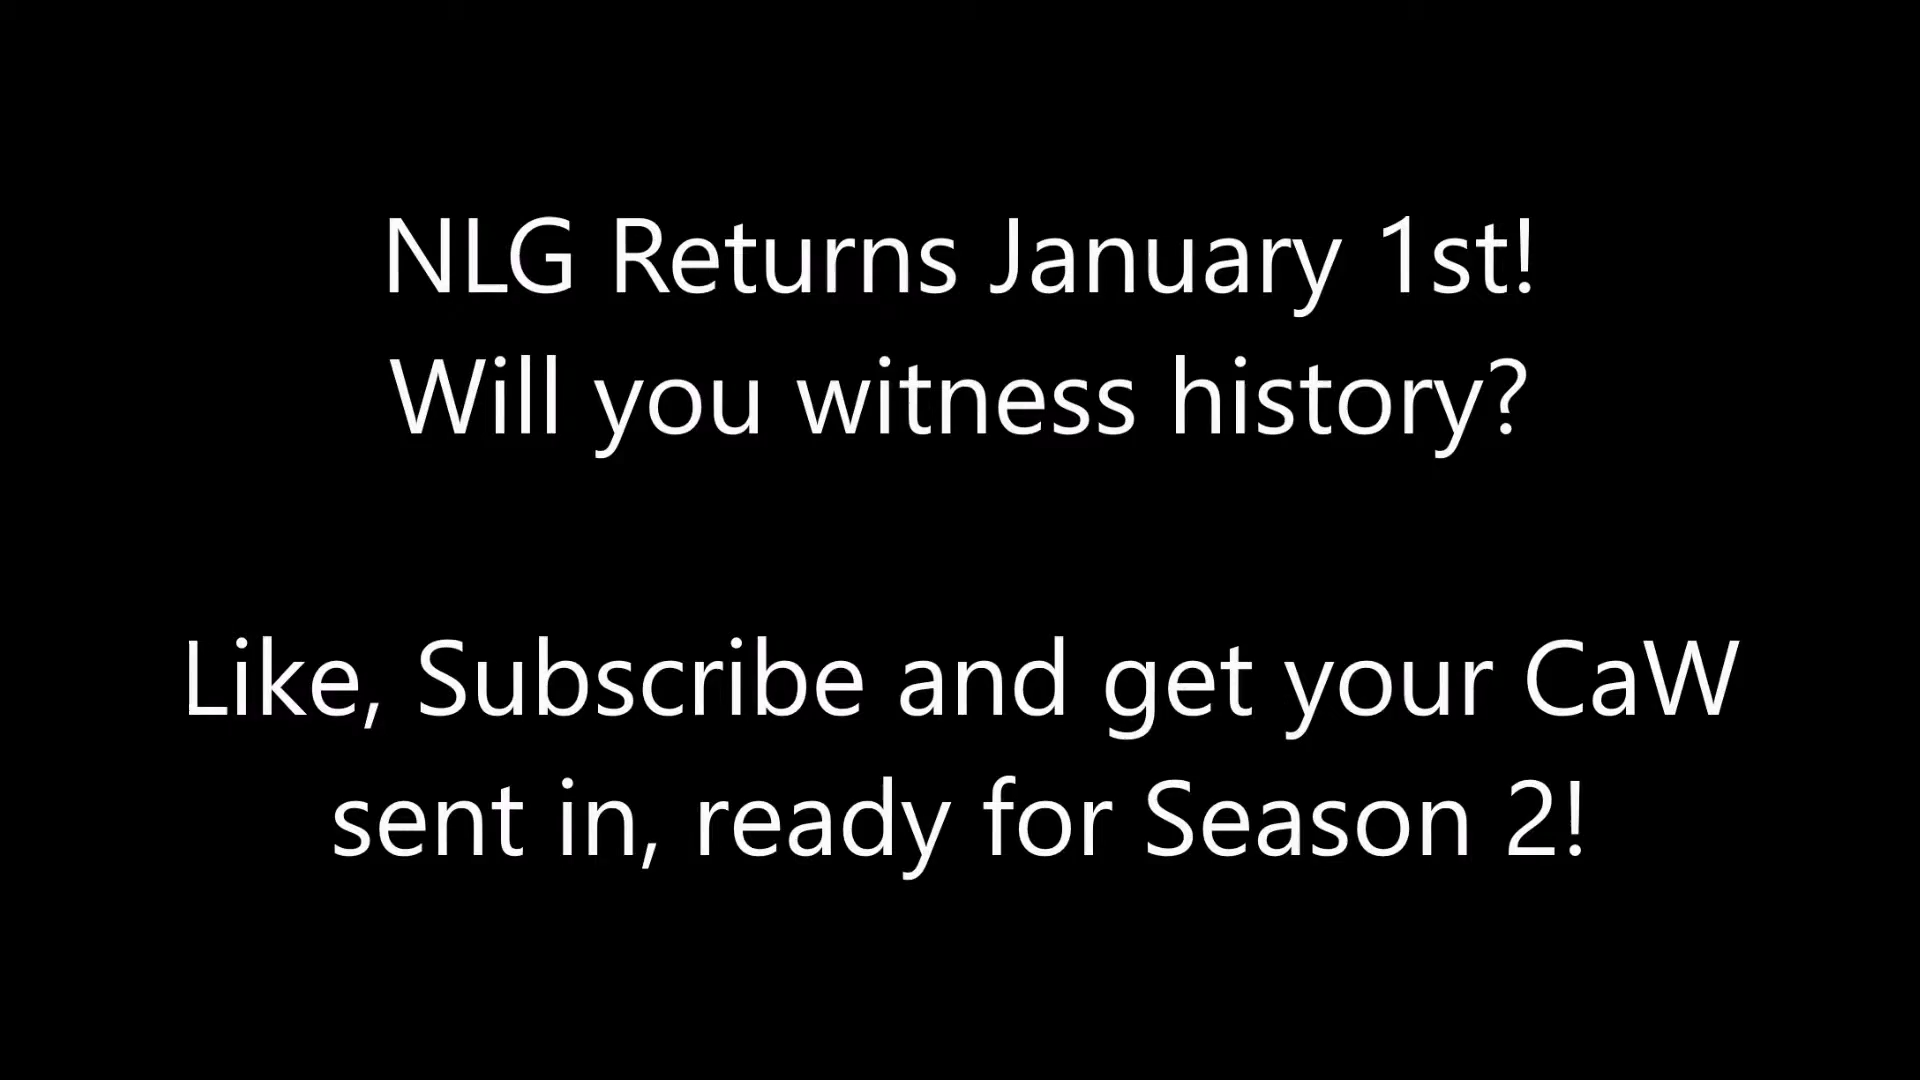 NLG Returns January 1st!
Will you witness history?
Like, Subscribe and get your CaW
sent in, ready for Season 2!